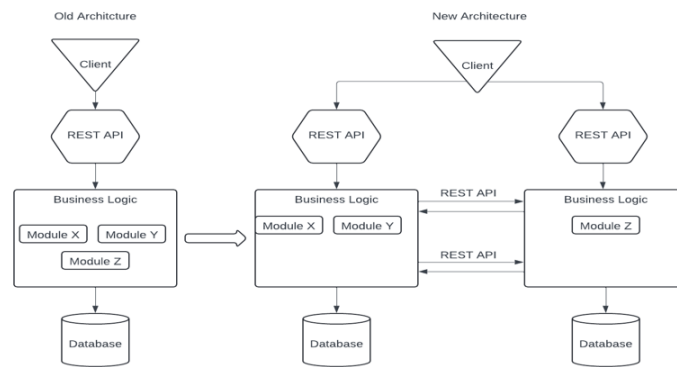 Old Architcture
Client
REST API
Business Logic
Module X
Module Y
Module Z
Database
New Architecture
Client
REST API
REST API
Business Logic
Module X
Module Y
REST API
REST API
Business Logic
Module Z
Database
Database